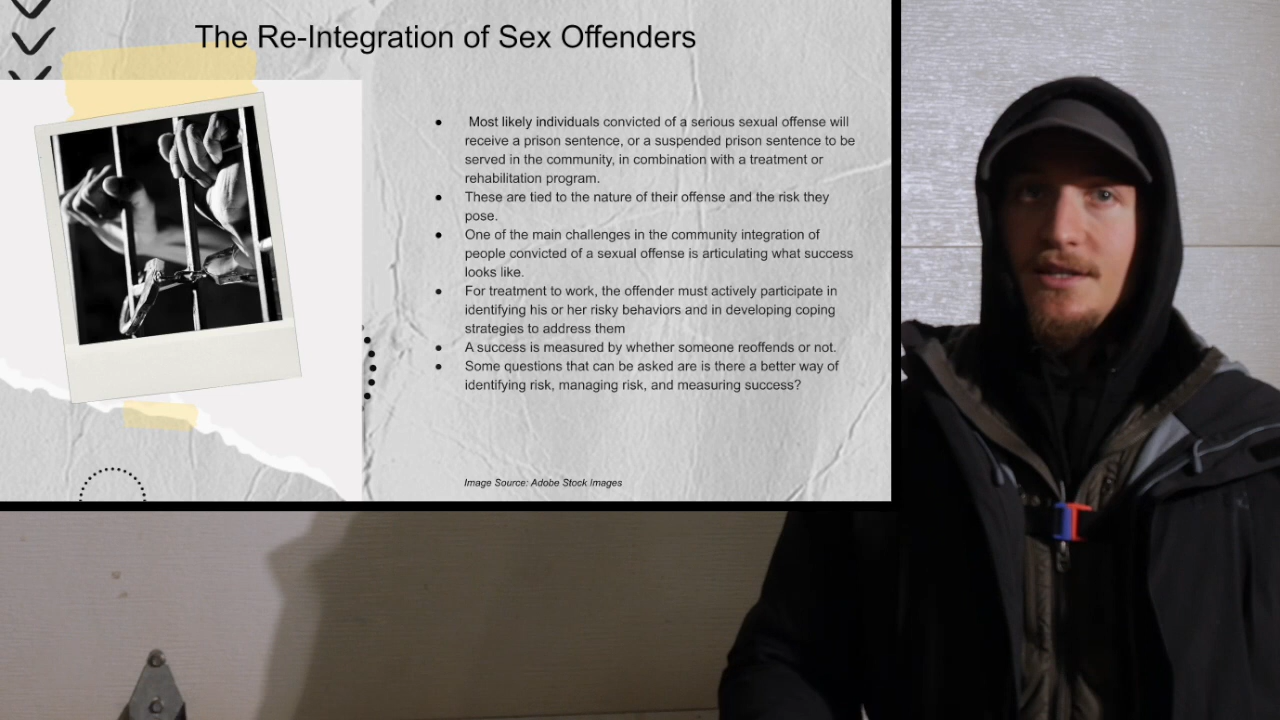 The Re-Integration of Sex Offenders
● Most likely individuals convicted of a serious sexual offense will
receive a prison sentence, or a suspended prison sentence to be
served in the community, in combination with a treatment or
rehabilitation program.
● These are tied to the nature of their offense and the risk they
pose.
● One of the main challenges in the community integration of
people convicted of a sexual offense is articulating what success
looks like.
● For treatment to work, the offender must actively participate in
identifying his or her risky behaviors and in developing coping
strategies to address them
● A success is measured by whether someone reoffends or not.
● Some questions that can be asked are is there a better way of
identifying risk, managing risk, and measuring success?
Image Source: Adobe Stock Images